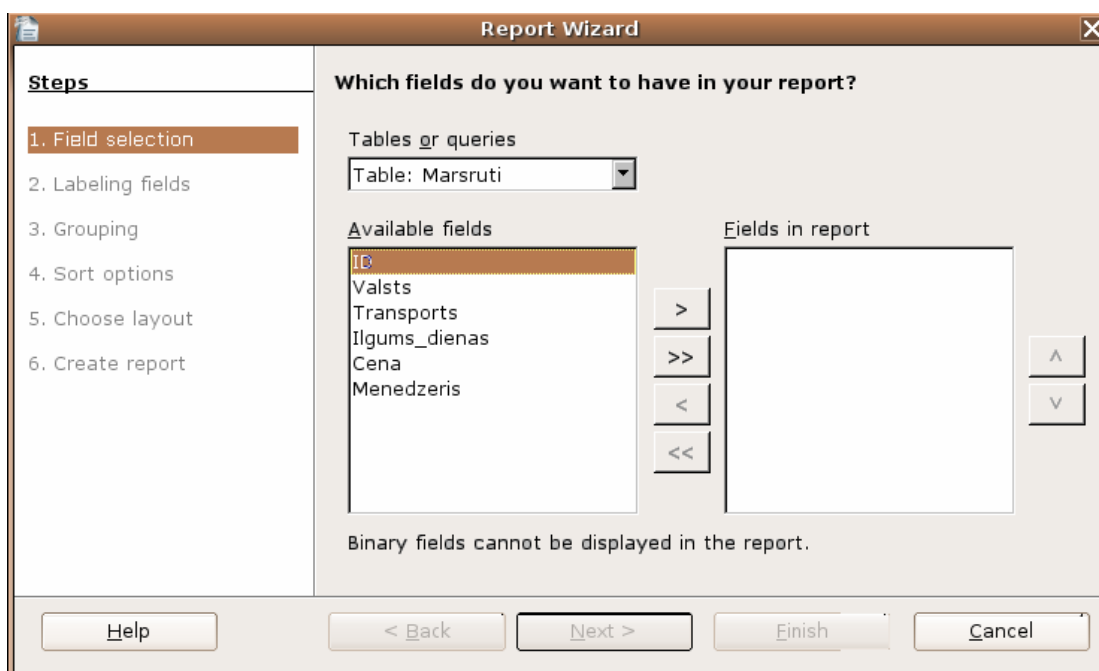 Report Wizard
Steps
1. Field selection
2. Labeling fields
3. Grouping
4. Sort options
5. Choose layout
6. Create report
Which fields do you want to have in your report?
Tables or queries
Table: Marsruti
Available fields
ID
Valsts
Transports
Ilgums_dienas
Cena
Menedzeris
>
>>
<
<<
Fields in report
Binary fields cannot be displayed in the report.
Help
< Back
Next >
Finish
Cancel